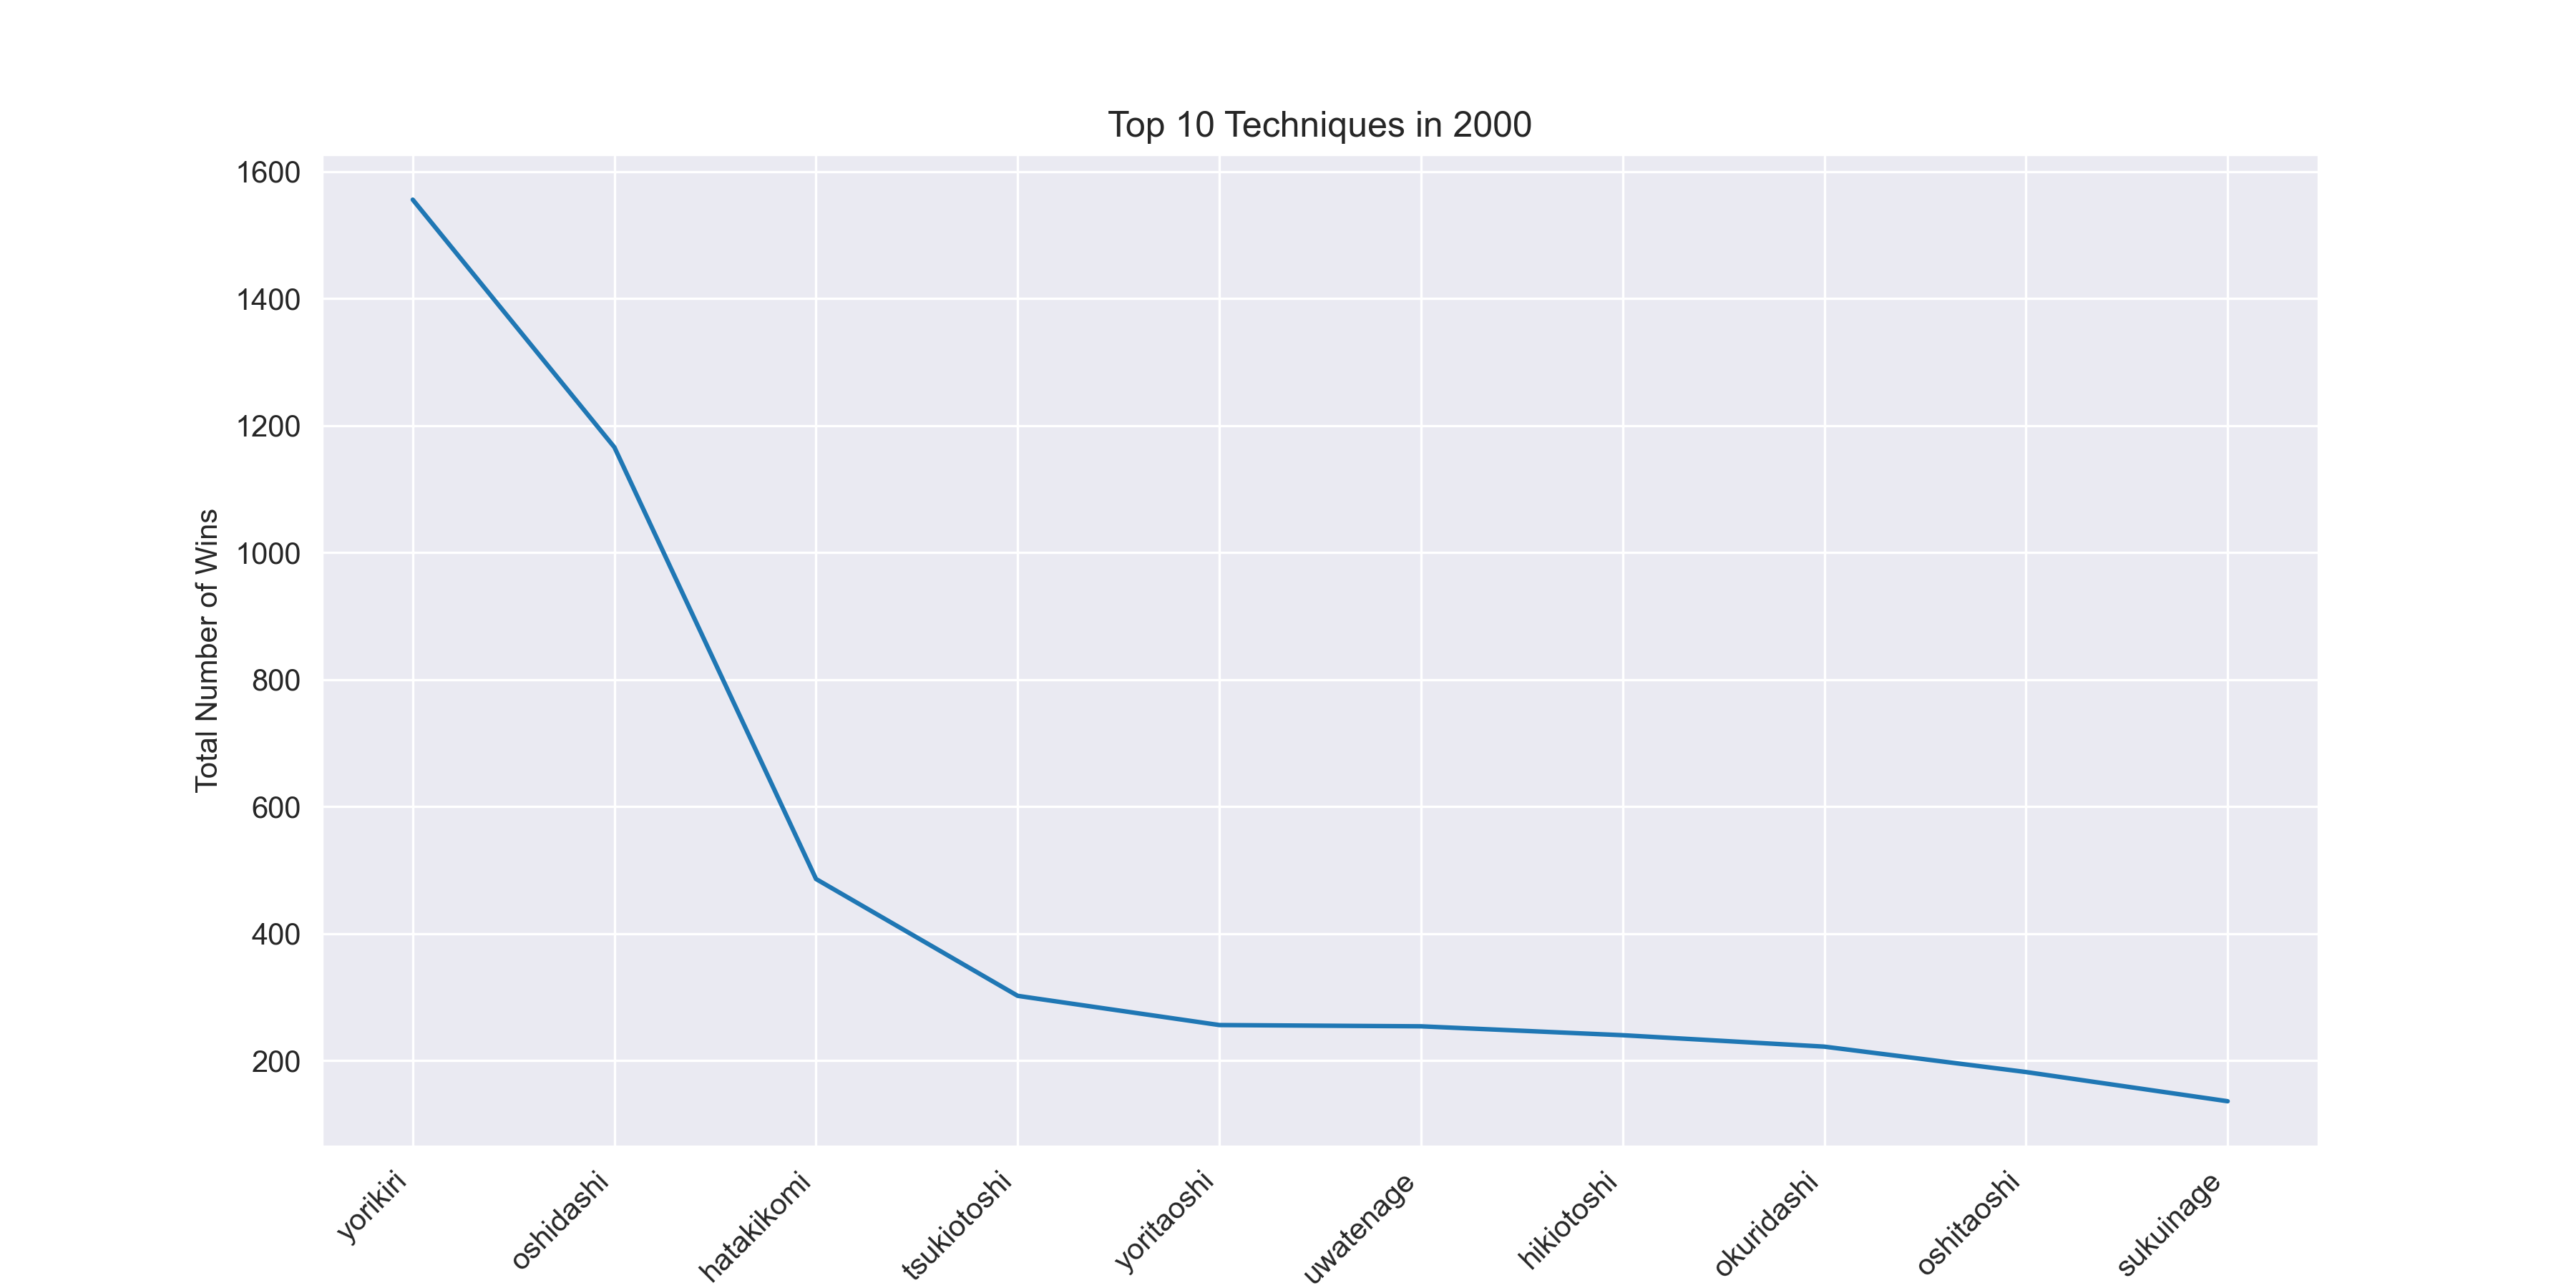 Top 10 Techniques in 2000
Total Number of Wins
1600
1400
1200
1000
800
600
400
200
yorikiri
oshidashi
hatakikomi
tsukiotoshi
yoritaoshi
uwatenage
hikiotoshi
okuridashi
oshitaoshi
sukuinage